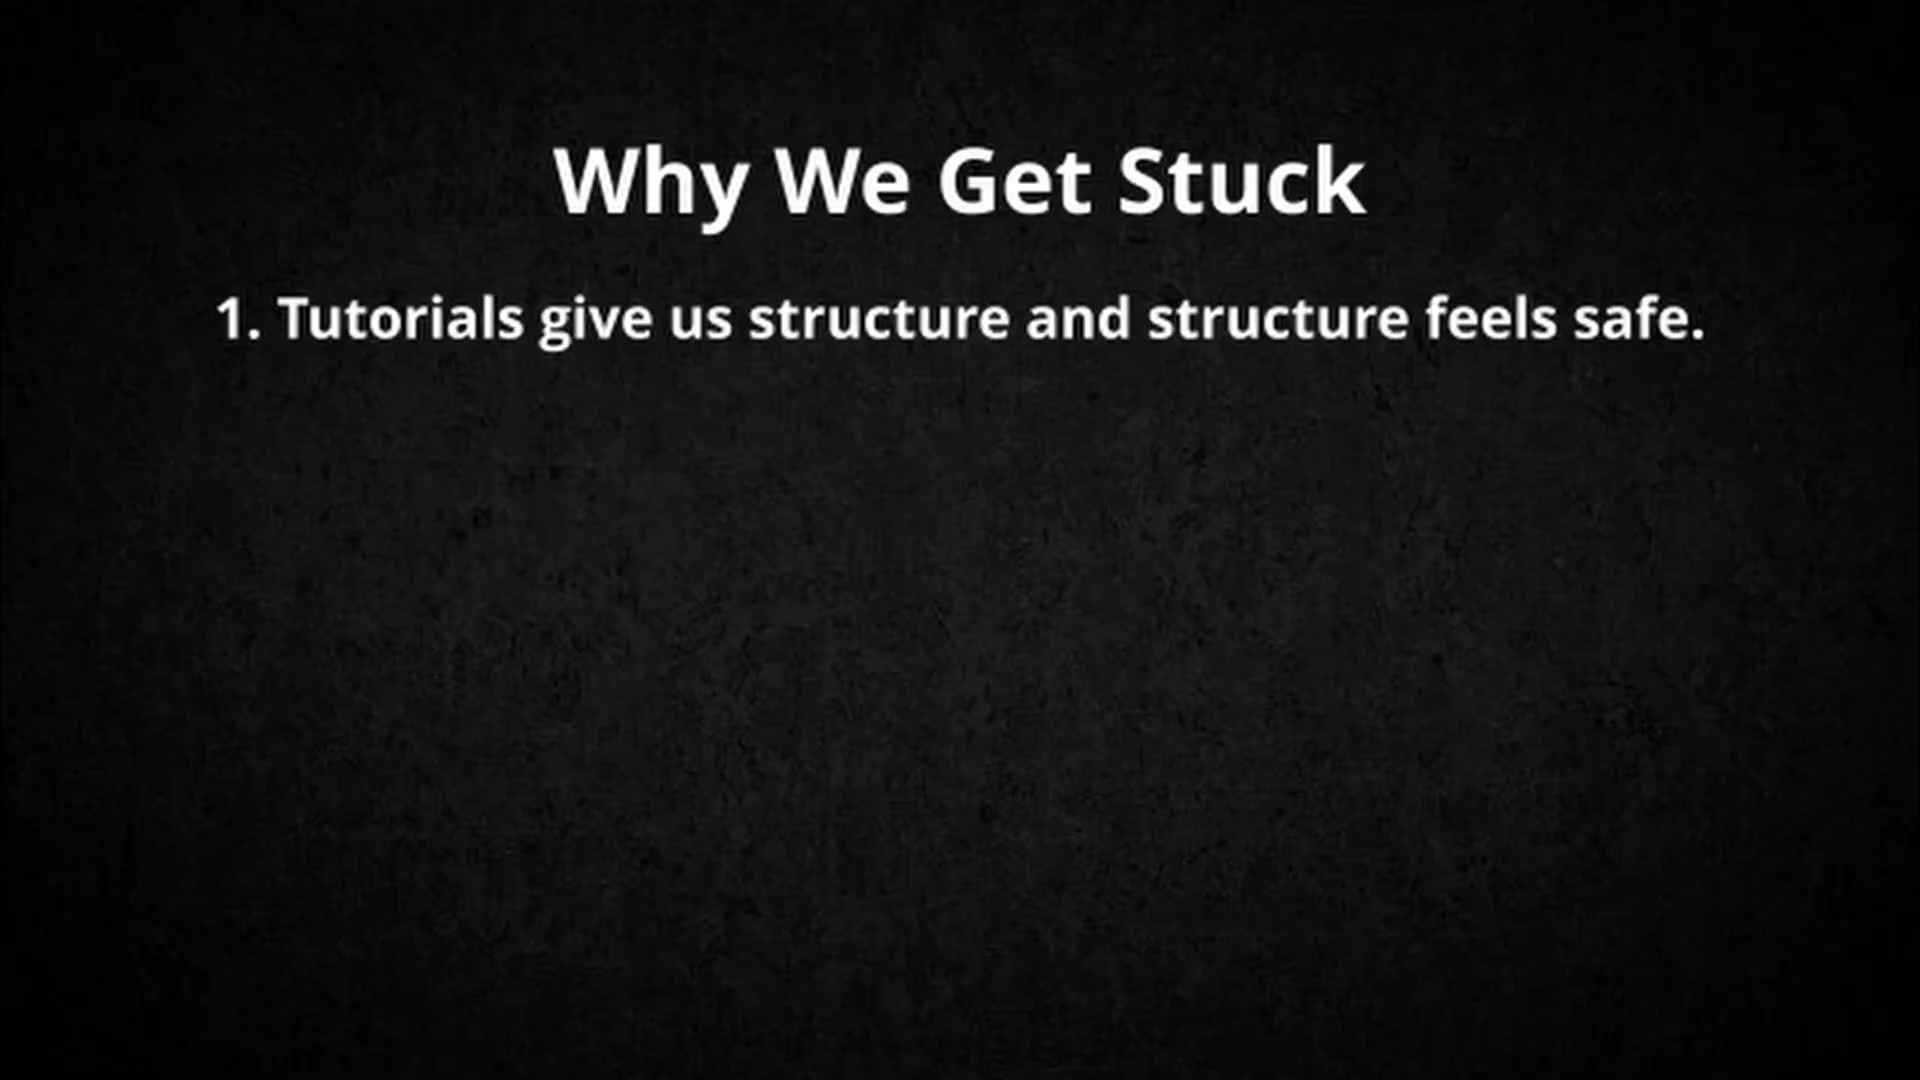 Why We Get Stuck
1. Tutorials give us structure and structure feels safe.